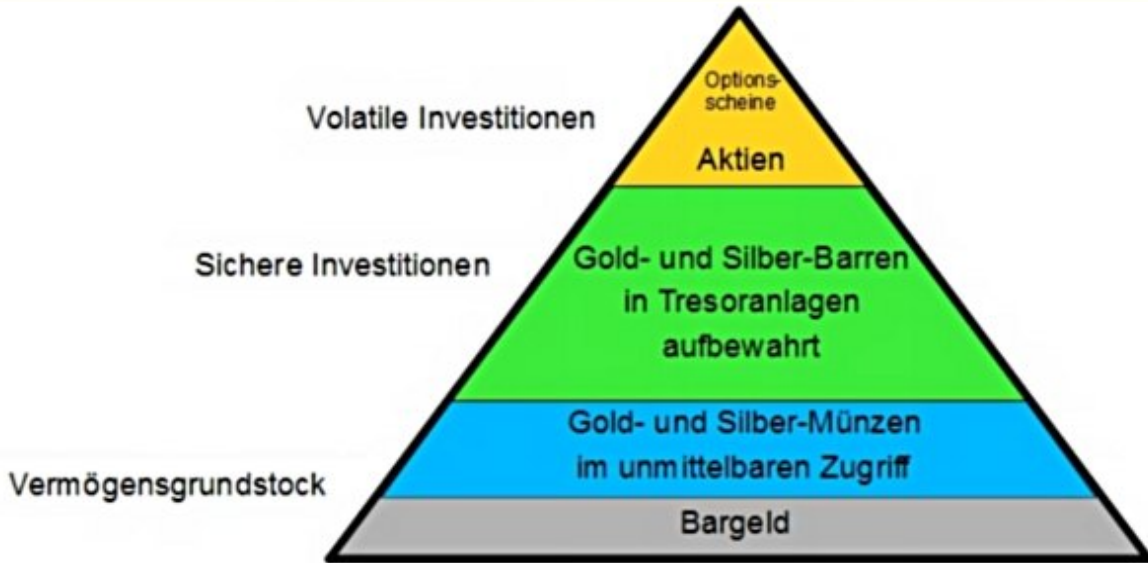 Options-
scheine
Volatile Investitionen
Aktien
Sichere Investitionen
Gold- und Silber-Barren
in Tresoranlagen
aufbewahrt
Gold- und Silber-Münzen
im unmittelbaren Zugriff
Vermögensgrundstock
Bargeld